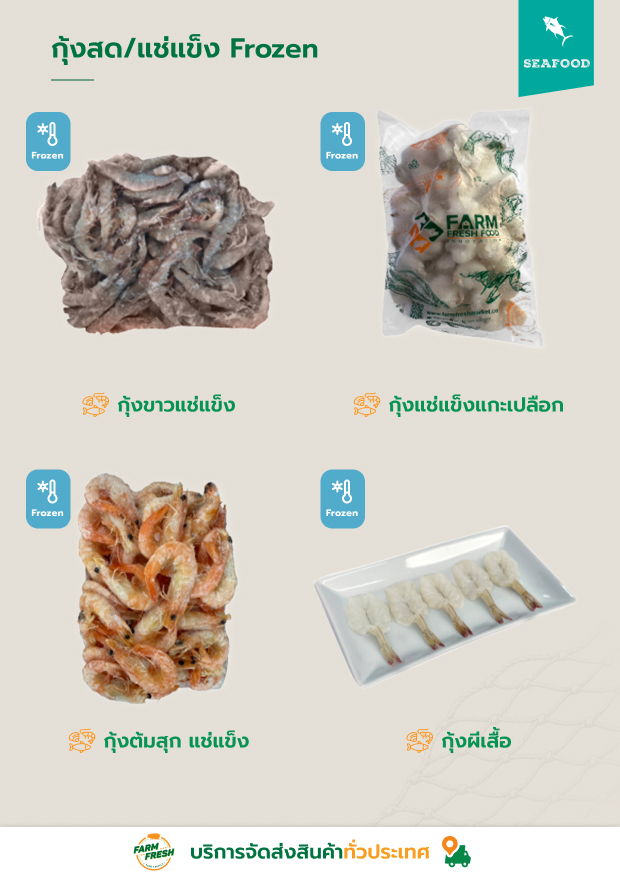 กุ้งสด/แช่แข็ง Frozen
SEAFOOD
Frozen
Frozen
FARM
FRESH FOOD
กุ้งขาวแช่แข็ง
กุ้งแช่แข็งแกะเปลือก
Frozen
Frozen
กุ้งต้มสุก แช่แข็ง
กุ้งผีเสื้อ
FARM
FRESH
บริการจัดส่งสินค้าทั่วประเทศ